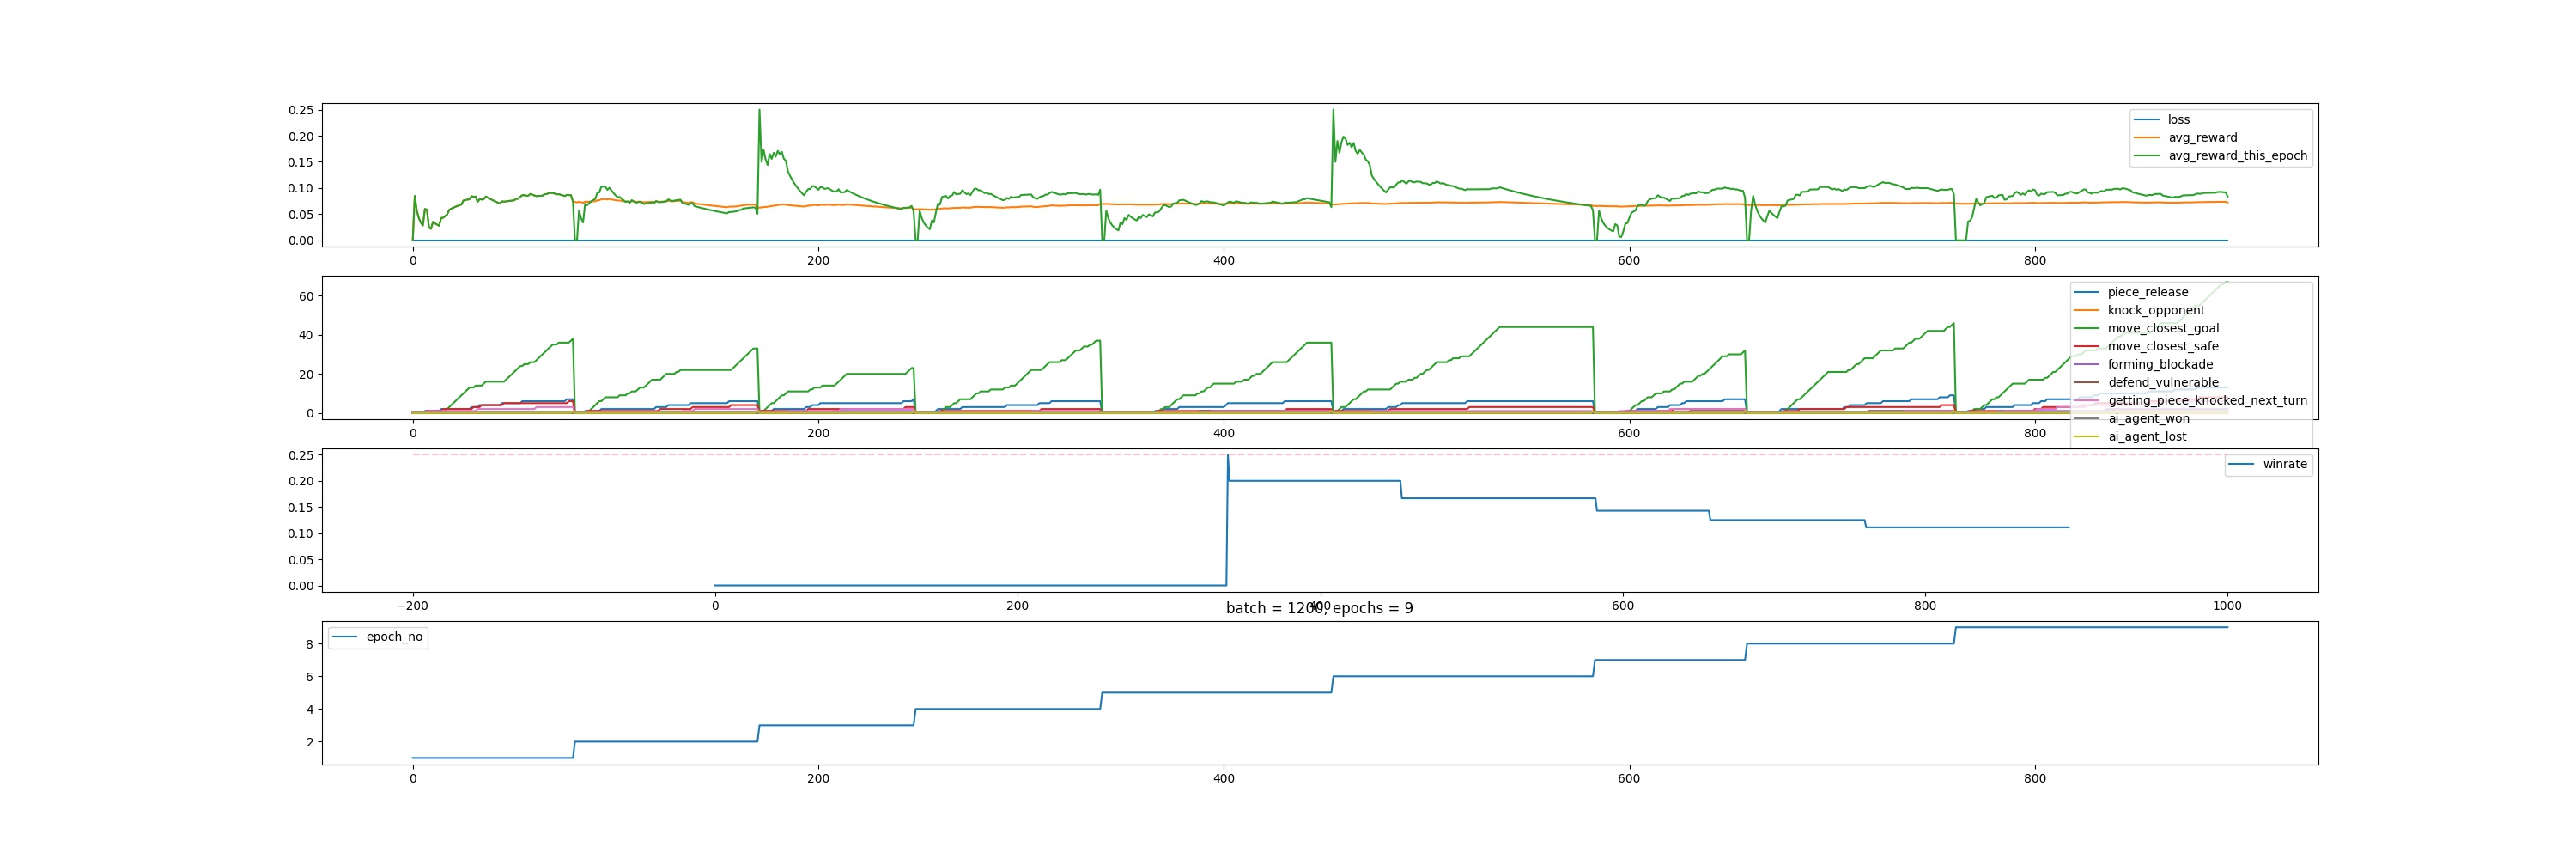 0.25
0.20
0.15
0.10
0.05
0.00
loss
avg_reward
avg_reward_this_epoch
0 200 400 600 800
60
40
20
0
piece_release
knock_opponent
move_closest_goal
move_closest_safe
forming_blockade
defend_vulnerable
getting_piece_knocked_next_turn
ai_agent_won
ai_agent_lost
0 200 400 600 800
0.25
0.20
0.15
0.10
0.05
0.00
winrate
−200 0 200 400 600 800 1000
batch = 1200, epochs = 9
8
6
4
2
epoch_no
0 200 400 600 800